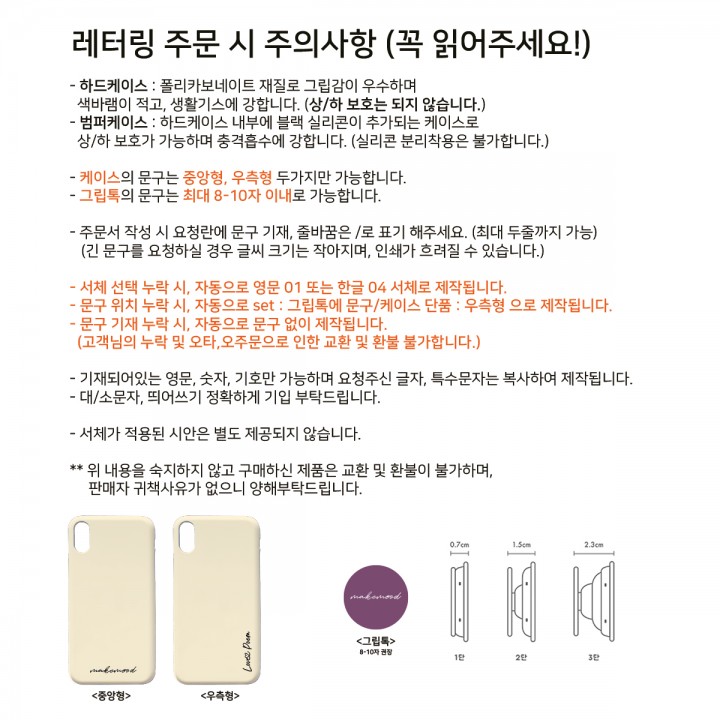 레터링 주문 시 주의사항 (꼭 읽어주세요!)
- 하드케이스 : 폴리카보네이트 재질로 그립감이 우수하며
색바램이 적고, 생활기스에 강합니다. (상/하 보호는 되지 않습니다.)
- 범퍼케이스 : 하드케이스 내부에 블랙 실리콘이 추가되는 케이스로
상/하 보호가 가능하며 충격흡수에 강합니다. (실리콘 분리착용은 불가합니다.)
- 케이스의 문구는 중앙형, 우측형 두가지만 가능합니다.
- 그립톡의 문구는 최대 8-10자 이내로 가능합니다.
- 주문서 작성 시 요청란에 문구 기재, 줄바꿈은 /로 표기 해주세요. (최대 두줄까지 가능)
(긴 문구를 요청하실 경우 글씨 크기는 작아지며, 인쇄가 흐려질 수 있습니다.)
- 서체 선택 누락 시, 자동으로 영문 01 또는 한글 04 서체로 제작됩니다.
- 문구 위치 누락 시, 자동으로 set : 그립톡에 문구/케이스 단품 : 우측형 으로 제작됩니다.
- 문구 기재 누락 시, 자동으로 문구 없이 제작됩니다.
(고객님의 누락 및 오타,오주문으로 인한 교환 및 환불 불가합니다.)
- 기재되어있는 영문, 숫자, 기호만 가능하며 요청주신 글자, 특수문자는 복사하여 제작됩니다.
- 대/소문자, 띄어쓰기 정확하게 기입 부탁드립니다.
- 서체가 적용된 시안은 별도 제공되지 않습니다.
** 위 내용을 숙지하지 않고 구매하신 제품은 교환 및 환불이 불가하며,
판매자 귀책사유가 없으니 양해부탁드립니다.
makemood
<중앙형>
Love2 Poem
<우측형>
makemood
<그립톡>
8-10자 권장
0.7cm 1.5cm 2.3cm
1단 2단 3단